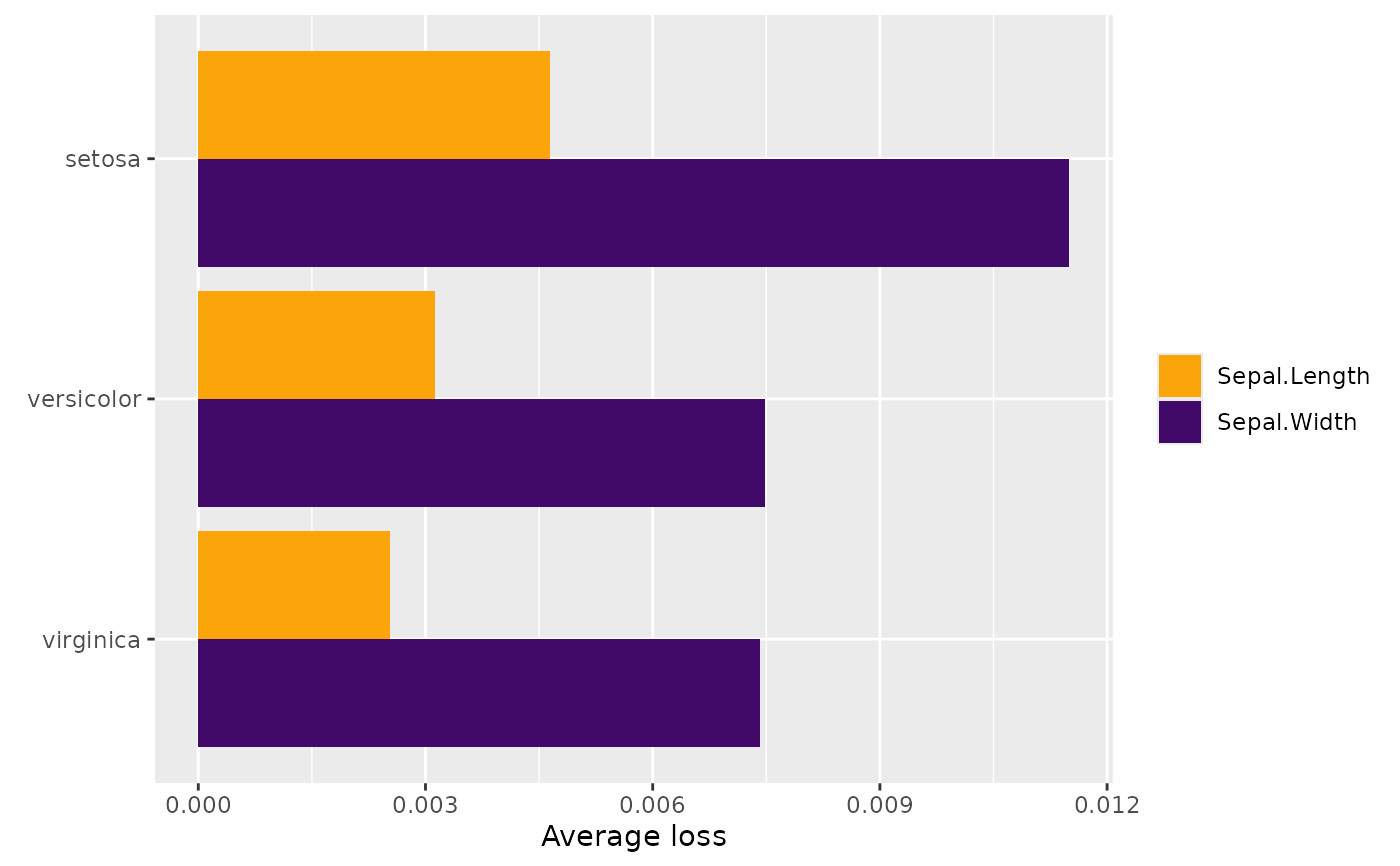 setosa
versicolor
virginica
0.000
0.003
0.006
0.009
0.012
Average loss
Sepal.Length
Sepal.Width